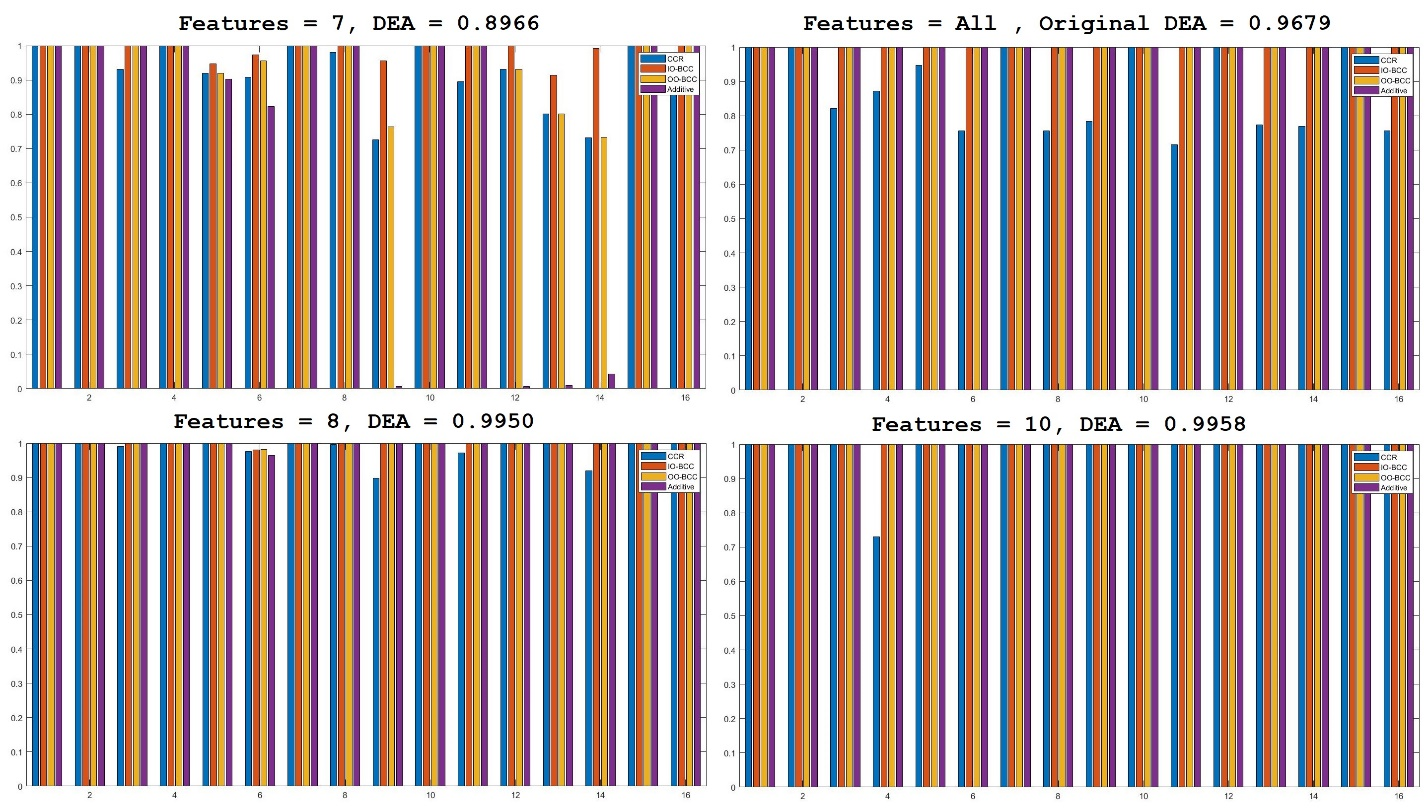 Features = 7, DEA = 0.8966
1
0.9
0.8
0.7
0.6
0.5
0.4
0.3
0.2
0.1
0
2 4 6 8 10 12 14 16
CCR
IO-BCC
OO-BCC
Additive
Features = All , Original DEA = 0.9679
1
0.9
0.8
0.7
0.6
0.5
0.4
0.3
0.2
0.1
0
2 4 6 8 10 12 14 16
CCR
IO-BCC
OO-BCC
Additive
Features = 8, DEA = 0.9950
1
0.9
0.8
0.7
0.6
0.5
0.4
0.3
0.2
0.1
0
2 4 6 8 10 12 14 16
CCR
IO-BCC
OO-BCC
Additive
Features = 10, DEA = 0.9958
1
0.9
0.8
0.7
0.6
0.5
0.4
0.3
0.2
0.1
0
2 4 6 8 10 12 14 16
CCR
IO-BCC
OO-BCC
Additive